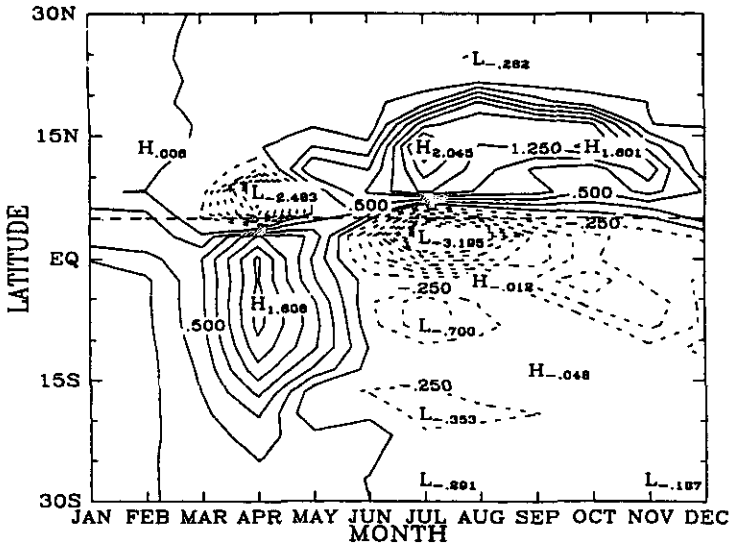 30N
L-.282
15N
H.006
H2.045
1.250
H1.601
L-2.483
.500
.500
-.250
L-3.195
EQ
-.250
H-.012
H1.606
.500
L-.700
15S
-.250
H-.048
L-.353
L-.291
L-.187
30S
JAN FEB MAR APR MAY JUN JUL AUG SEP OCT NOV DEC
MONTH
LATITUDE